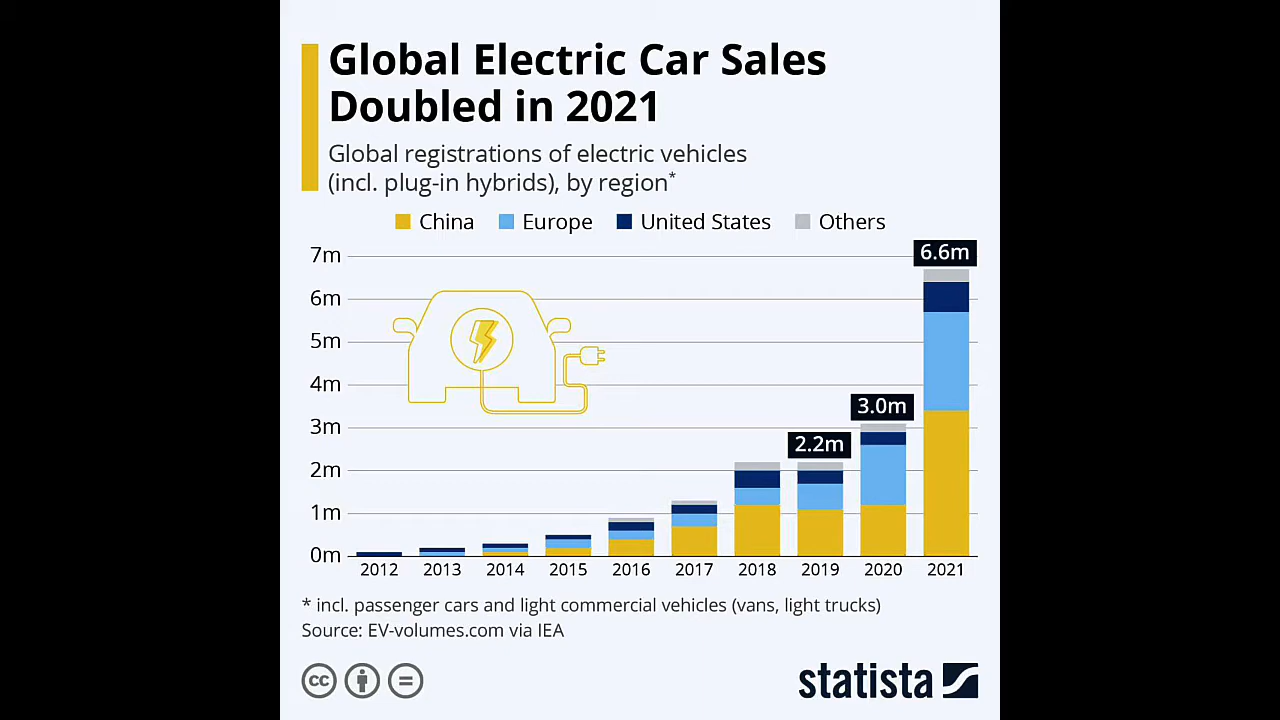 Global Electric Car Sales
Doubled in 2021
Global registrations of electric vehicles
(incl. plug-in hybrids), by region*
China Europe United States Others
7m
6m
5m
4m
3m
2m
1m
0m
2.2m
3.0m
6.6m
2012 2013 2014 2015 2016 2017 2018 2019 2020 2021
* incl. passenger cars and light commercial vehicles (vans, light trucks)
Source: EV-volumes.com via IEA
cc
statista